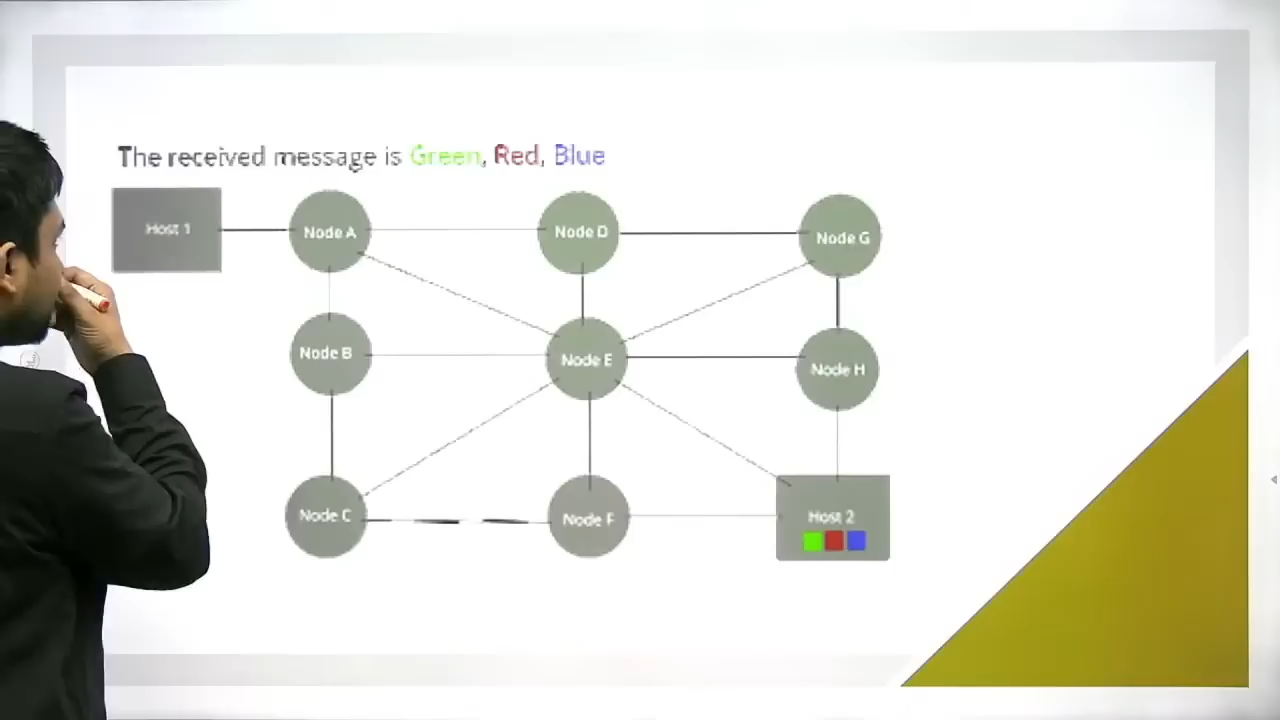 The received message is Green, Red, Blue
Host 1
Node A
Node D
Node G
Node B
Node E
Node H
Node C
Node F
Host 2